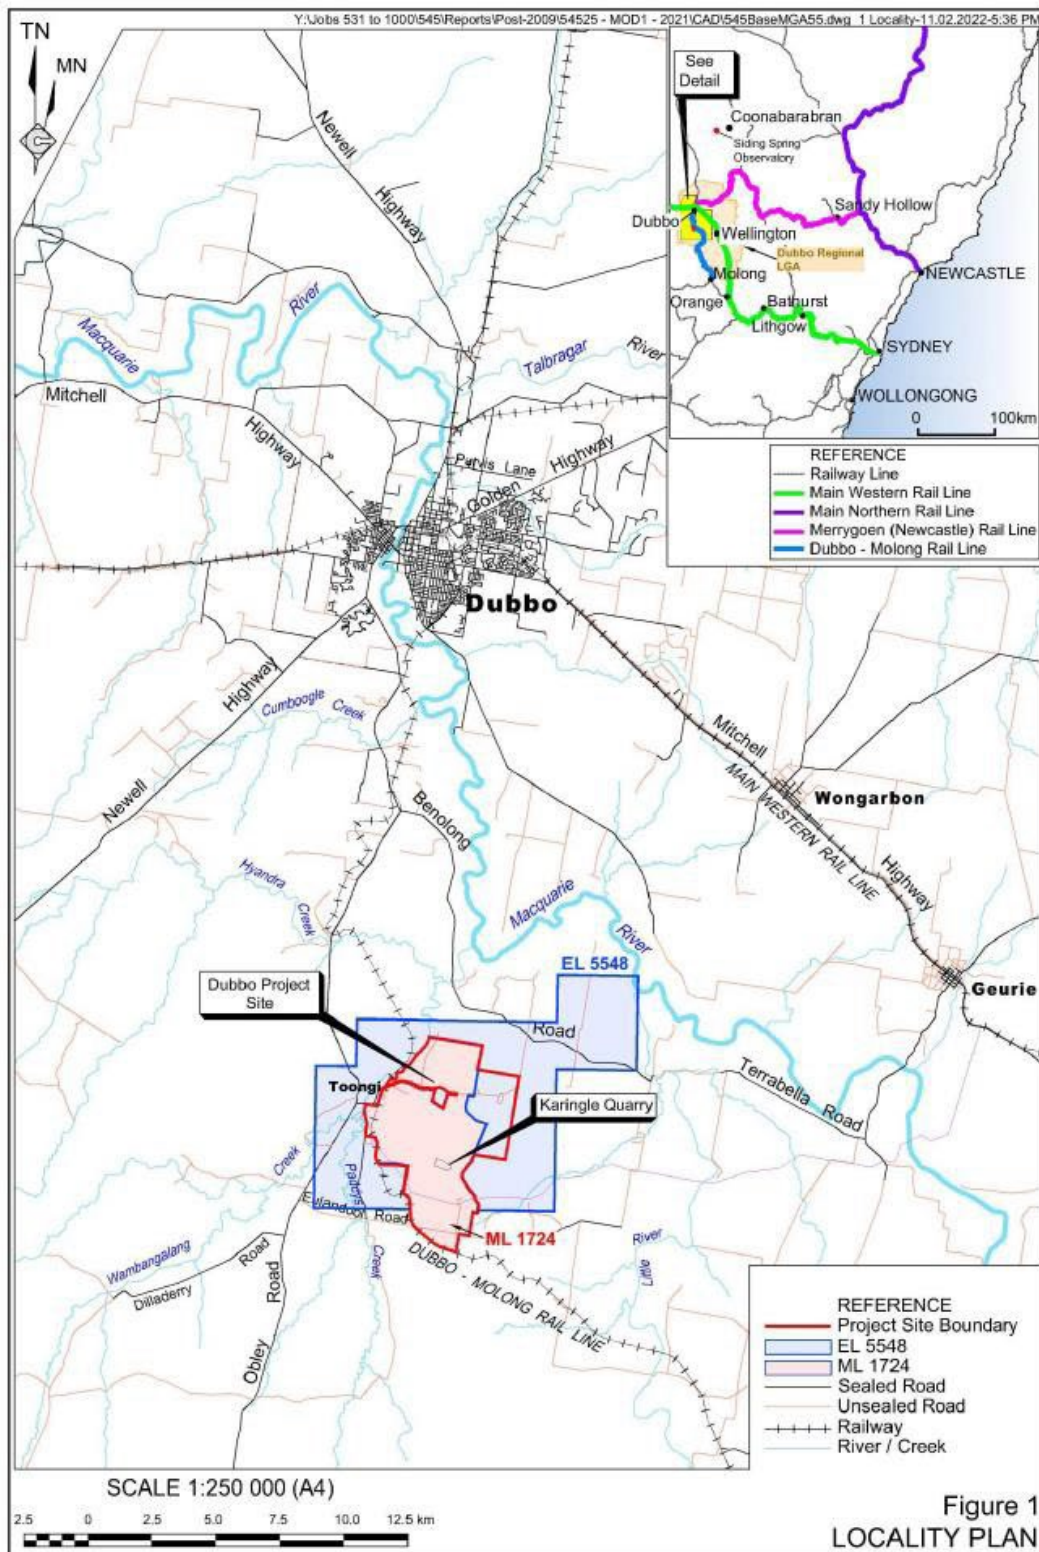 Y:\Jobs 531 to 1000\545\Reports\Post-2009\54525 - MOD1 - 2021\CAD\545BaseMGA55.dwg 1 Locality-11.02.2022-5:36 PM
TN
MN
See
Detail
Coonabarabran
Siding Spring
Observatory
Sandy Hollow
Dubbo
Wellington
Dubbo Regional
LGA
Molong
NEWCASTLE
Orange
Bathurst
Lithgow
SYDNEY
WOLLONGONG
0 100km
REFERENCE
Railway Line
Main Western Rail Line
Main Northern Rail Line
Merrygoen (Newcastle) Rail Line
Dubbo - Molong Rail Line
Newell
Highway
River
Macquarie
Talbragar River
Mitchell
Highway
Purvis Lane
Golden Highway
Dubbo
Highway
Cumboogle Creek
Newell
Mitchell
MAIN WESTERN RAIL LINE
Wongarbon
Benolong
Highway
Hyandra
Creek
Macquarie
River
EL 5548
Geurie
Dubbo Project
Site
Road
Toongi
Terrabella Road
Karingle Quarry
Creek
Paddys
Eulandool Road
ML 1724
River
Little
Wambangalang
Road
Dilladerry
Road
Creek
DUBBO - MOLONG RAIL LINE
Obley
REFERENCE
Project Site Boundary
EL 5548
ML 1724
Sealed Road
Unsealed Road
Railway
River / Creek
SCALE 1:250 000 (A4)
2.5 0 2.5 5.0 7.5 10.0 12.5 km
Figure 1
LOCALITY PLAN